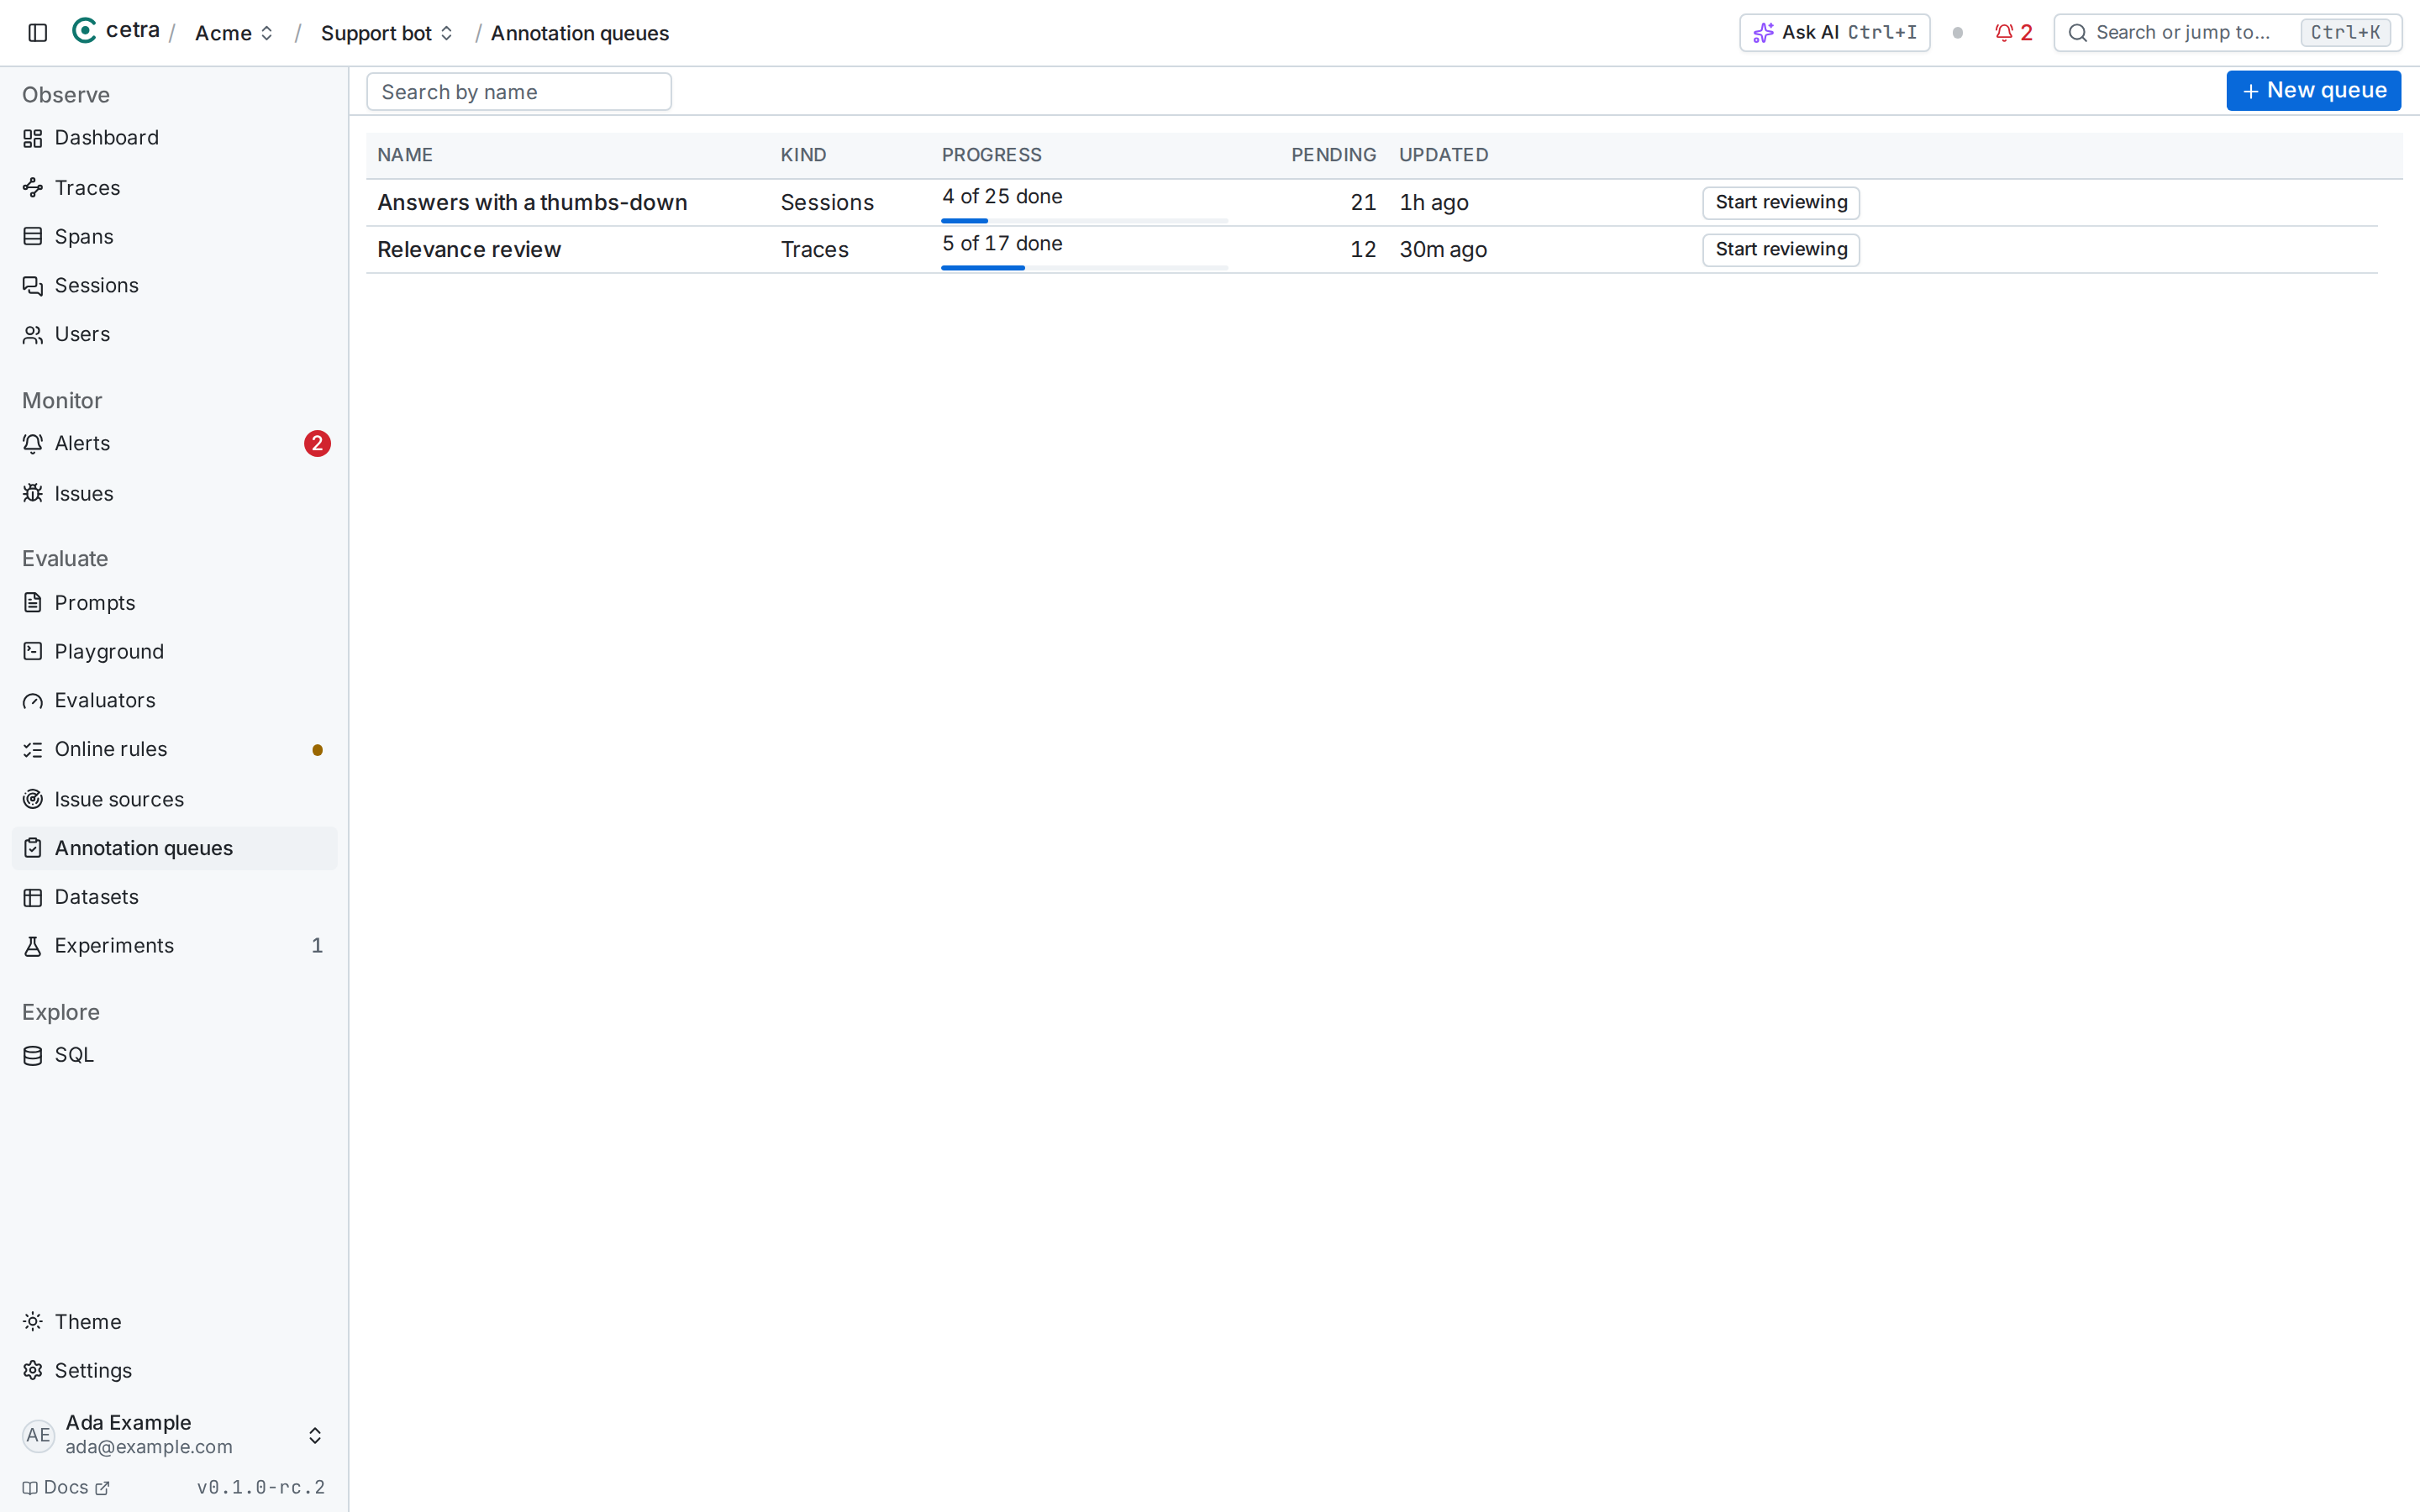 cetra / Acme / Support bot / Annotation queues
Ask AI Ctrl+I
2
Search or jump to... Ctrl+K
Observe
Dashboard
Traces
Spans
Sessions
Users
Monitor
Alerts 2
Issues
Evaluate
Prompts
Playground
Evaluators
Online rules
Issue sources
Annotation queues
Datasets
Experiments 1
Explore
SQL
Theme
Settings
AE
Ada Example
ada@example.com
Docs v0.1.0-rc.2
Search by name
+ New queue
NAME KIND PROGRESS PENDING UPDATED
Answers with a thumbs-down Sessions 4 of 25 done 21 1h ago Start reviewing
Relevance review Traces 5 of 17 done 12 30m ago Start reviewing